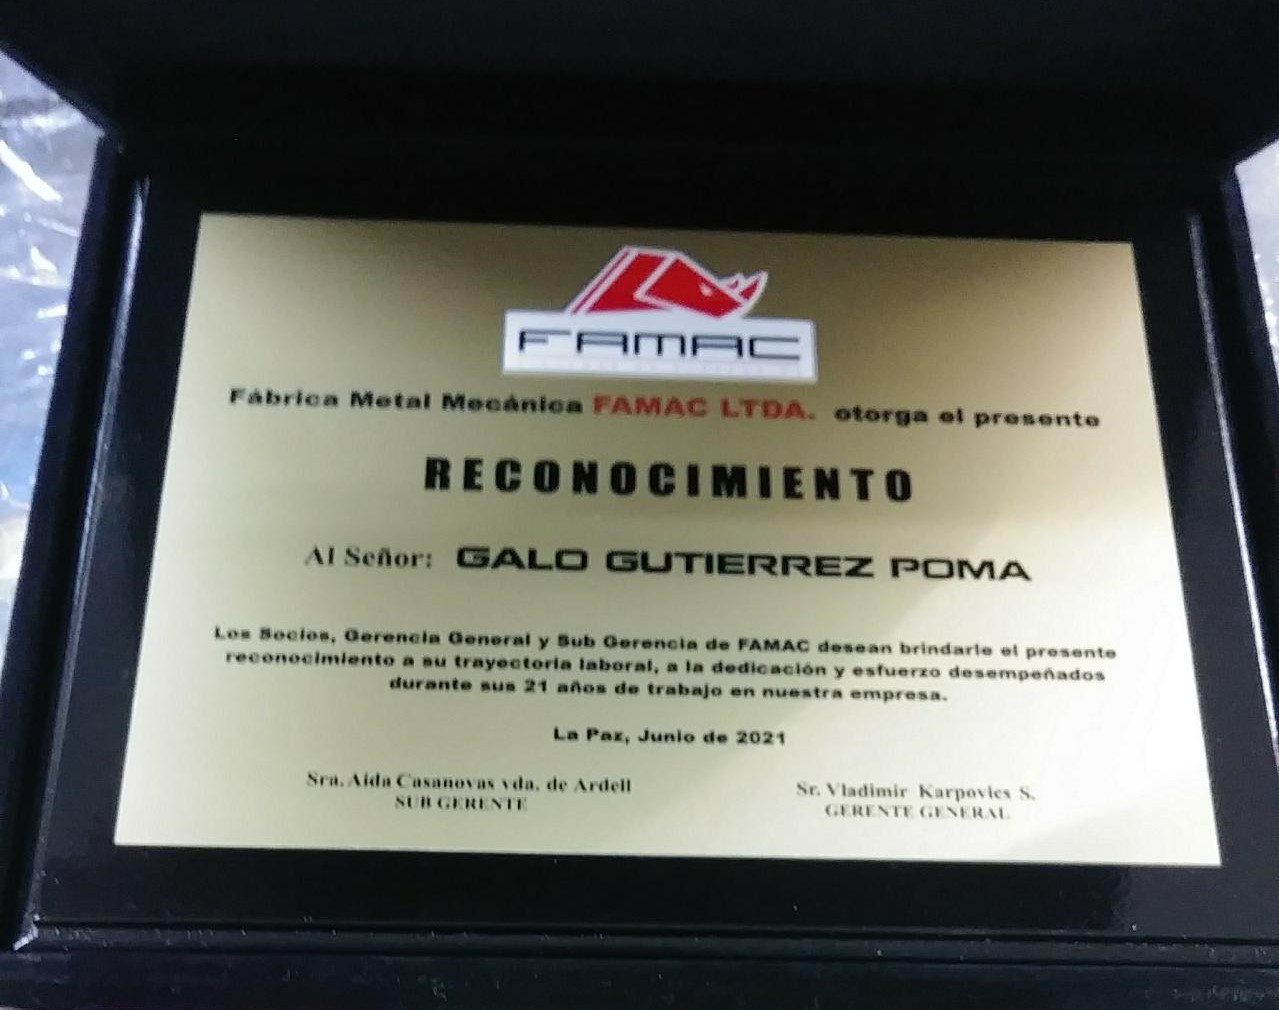 FAMAC
Fábrica Metal Mecánica FAMAC LTDA. otorga el presente
RECONOCIMIENTO
Al Señor: GALO GUTIERREZ POMA
Los Socios, Gerencia General y Sub Gerencia de FAMAC desean brindarle el presente
reconocimiento a su trayectoria laboral, a la dedicación y esfuerzo desempeñados
durante sus 21 años de trabajo en nuestra empresa.
La Paz, Junio de 2021
Sra. Aida Casanovas vda. de Ardell
SUB GERENTE
Sr. Vladimir Karpovics S.
GERENTE GENERAL